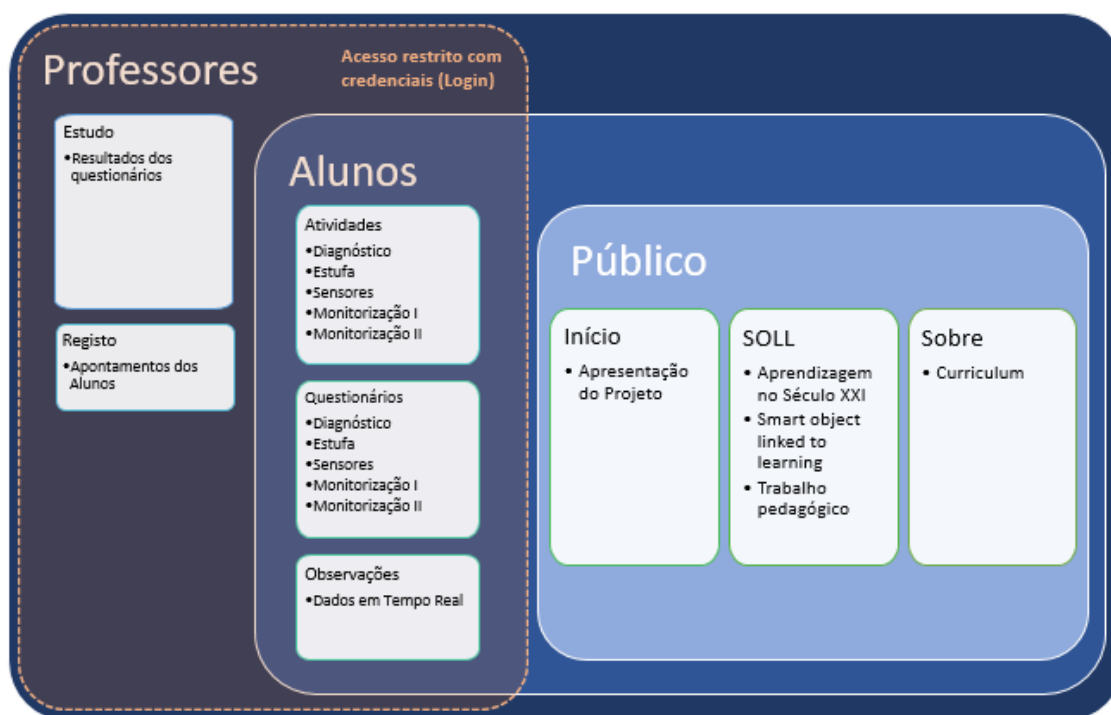 Professores
Acesso restrito com
credenciais (Login)
Estudo
•Resultados dos
questionários
Registo
•Apontamentos dos
Alunos
Alunos
Atividades
•Diagnóstico
•Estufa
•Sensores
•Monitorização I
•Monitorização II
Questionários
•Diagnóstico
•Estufa
•Sensores
•Monitorização I
•Monitorização II
Observações
•Dados em Tempo Real
Público
Início
• Apresentação
do Projeto
SOLL
• Aprendizagem
no Século XXI
• Smart object
linked to
learning
• Trabalho
pedagógico
Sobre
• Curriculum